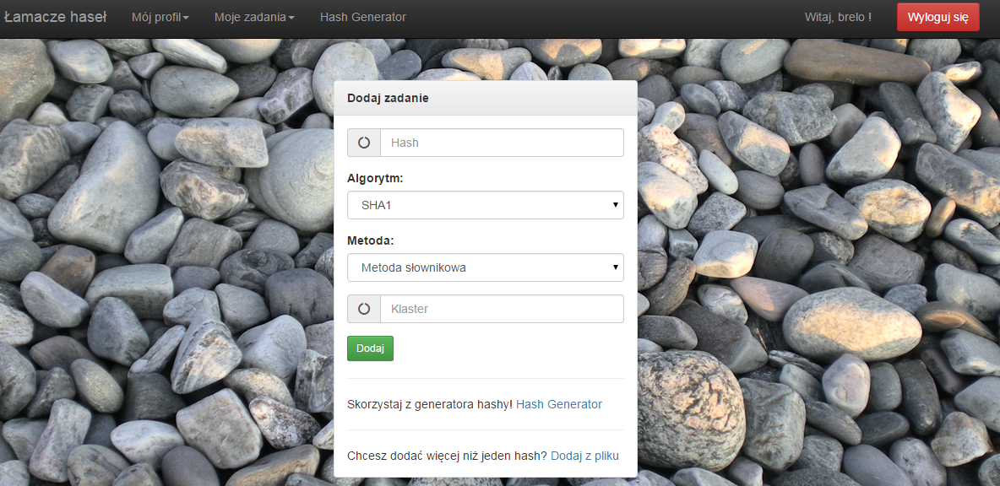 Łamacze haseł Mój profil Moje zadania Hash Generator Witaj, brelo ! Wyloguj się
Dodaj zadanie
Hash
Algorytm:
SHA1
Metoda:
Metoda słownikowa
Klaster
Dodaj
Skorzystaj z generatora hashy! Hash Generator
Chcesz dodać więcej niż jeden hash? Dodaj z pliku